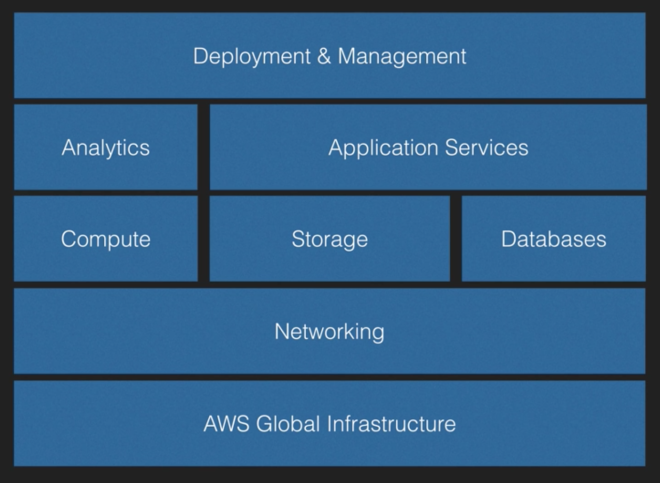 Deployment & Management
Analytics
Application Services
Compute
Storage
Databases
Networking
AWS Global Infrastructure